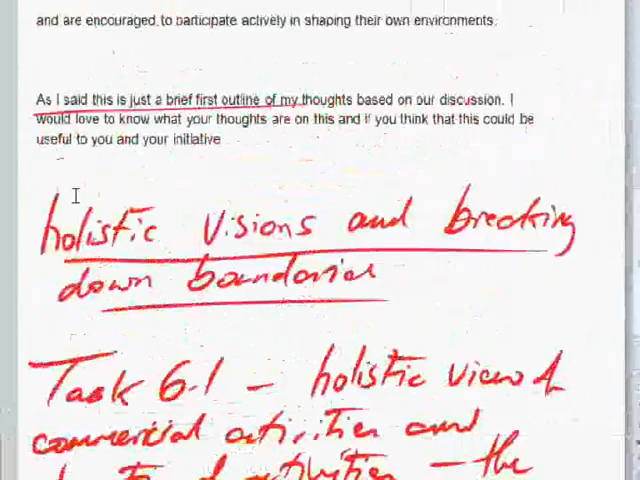 and are encouraged to participate actively in shaping their own environments.
As I said this is just a brief first outline of my thoughts based on our discussion. I
would love to know what your thoughts are on this and if you think that this could be
useful to you and your initiative
holistic visions and breaking
down boundaries
Task 6.1 - holistic view of
commercial activities and
activities - the